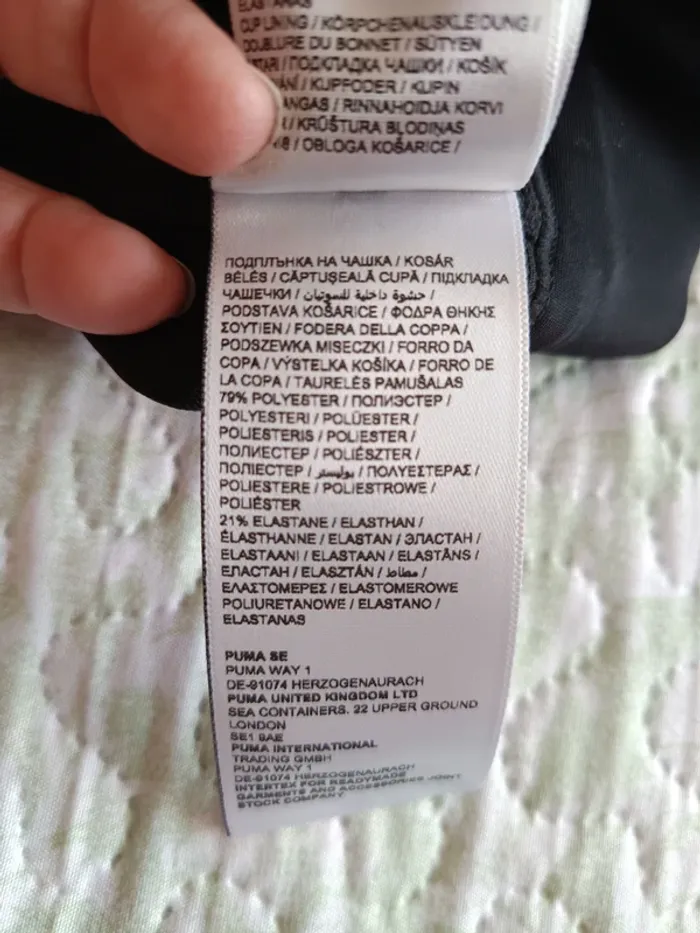 ELASTANAS
CUP LINING / KÖRPCHENAUSKLEIDUNG /
DOUBLURE DU BONNET / SÜTYEN
/ ПОДКЛАДКА ЧАШКИ / KOŠIK
/ KUPFODER / KUPIN
/ RINNAHOIDJA KORVI
/ KRŪŠTURA BLODIŅAS
/ OBLOGA KOŠARICE /
ПОДПЛЪНКА НА ЧАШКА / KOSÁR
BÉLÉS / CĂPTUȘEALĂ CUPĂ / ПІДКЛАДКА
ЧАШЕЧКИ / حشوة داخلية للسوتيان /
PODSTAVA KOŠARICE / ΦΟΔΡΑ ΘΗΚΗΣ
ΣΟΥΤΙΕΝ / FODERA DELLA COPPA /
PODSZEWKA MISECZKI / FORRO DA
COPA / VÝSTELKA KOŠÍKA / FORRO DE
LA COPA / TAURELĖS PAMUŠALAS
79% POLYESTER / ПОЛИЭСТЕР /
POLYESTERI / POLÜESTER /
POLIESTERIS / POLIESTER /
ПОЛИЕСТЕР / POLIÉSZTER /
ПОЛІЕСТЕР / بوليستر / ΠΟΛΥΕΣΤΕΡΑΣ /
POLIESTERE / POLIESTROWE /
POLIÉSTER
21% ELASTANE / ELASTHAN /
ÉLASTHANNE / ELASTAN / ЭЛАСТАН /
ELASTAANI / ELASTAAN / ELASTĀNS /
ЕЛАСТАН / ELASZTÁN / مطاط /
ΕΛΑΣΤΟΜΕΡΕΣ / ELASTOMEROWE
POLIURETANOWE / ELASTANO /
ELASTANAS
PUMA SE
PUMA WAY 1
DE-91074 HERZOGENAURACH
PUMA UNITED KINGDOM LTD
SEA CONTAINERS. 22 UPPER GROUND
LONDON
SE1 9AE
PUMA INTERNATIONAL
TRADING GMBH
PUMA WAY 1
DE-91074 HERZOGENAURACH
INTERTEX FOR READYMADE
GARMENTS AND ACCESSORIES JOINT
STOCK COMPANY